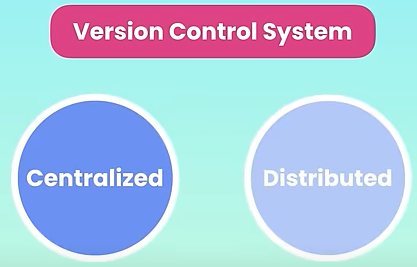 Version Control System
Centralized
Distributed